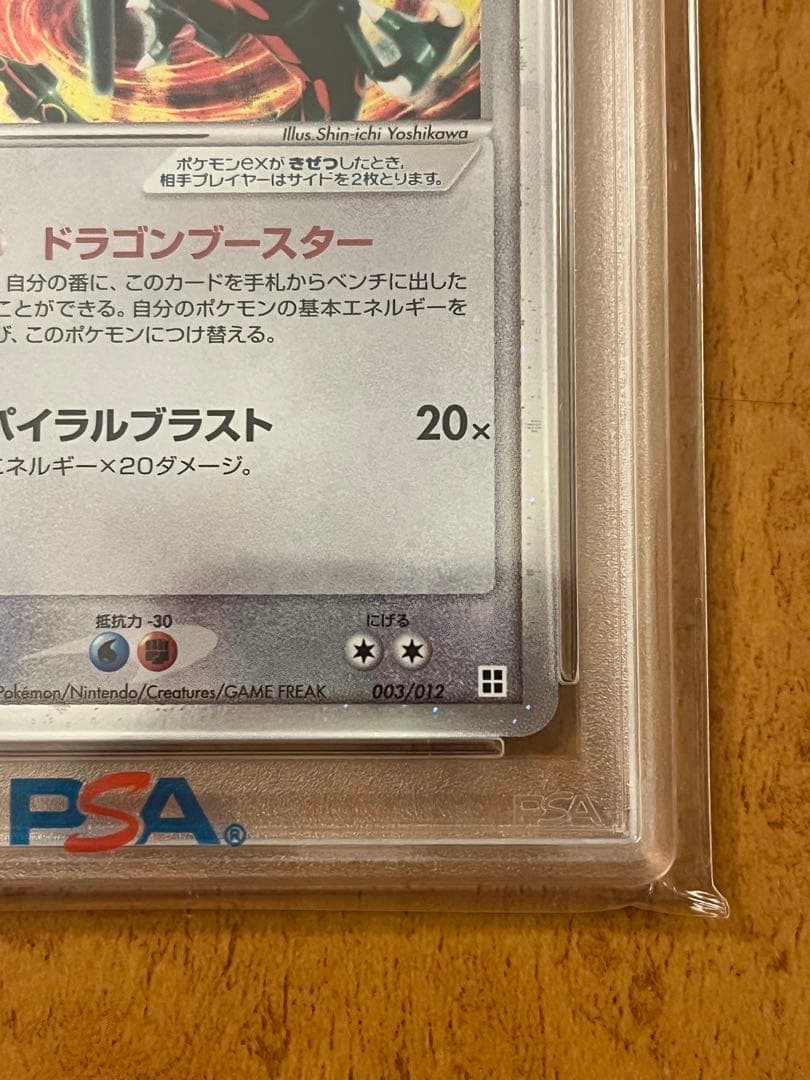 Illus. Shin-ichi Yoshikawa
ポケモンexが きぜつしたとき、
相手プレイヤーはサイドを2枚とります。
ドラゴンブースター
自分の番に、このカードを手札からベンチに出した
ことができる。自分のポケモンの基本エネルギーを
び、このポケモンにつけ替える。
パイラルブラスト 20×
エネルギー×20ダメージ。
抵抗力 -30 にげる
Pokémon/Nintendo/Creatures/GAME FREAK 003/012
PSA®
PSA